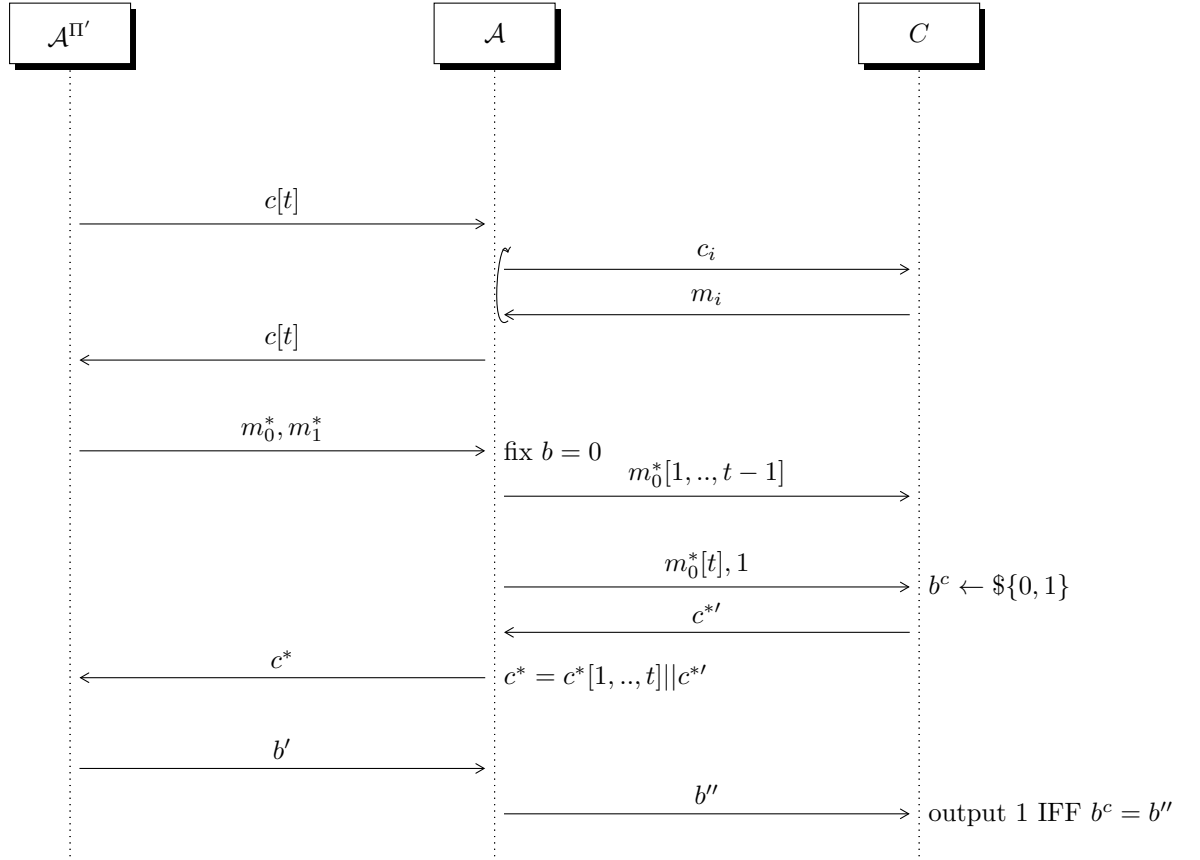 𝒜^Π′ 𝒜 C
c[t]
c_i
m_i
c[t]
m_0^*, m_1^*
fix b = 0
m_0^*[1, .., t − 1]
m_0^*[t], 1
b^c ← ${0, 1}
c^*′
c^*
c^* = c^*[1, .., t]||c^*′
b′
b′′
output 1 IFF b^c = b′′